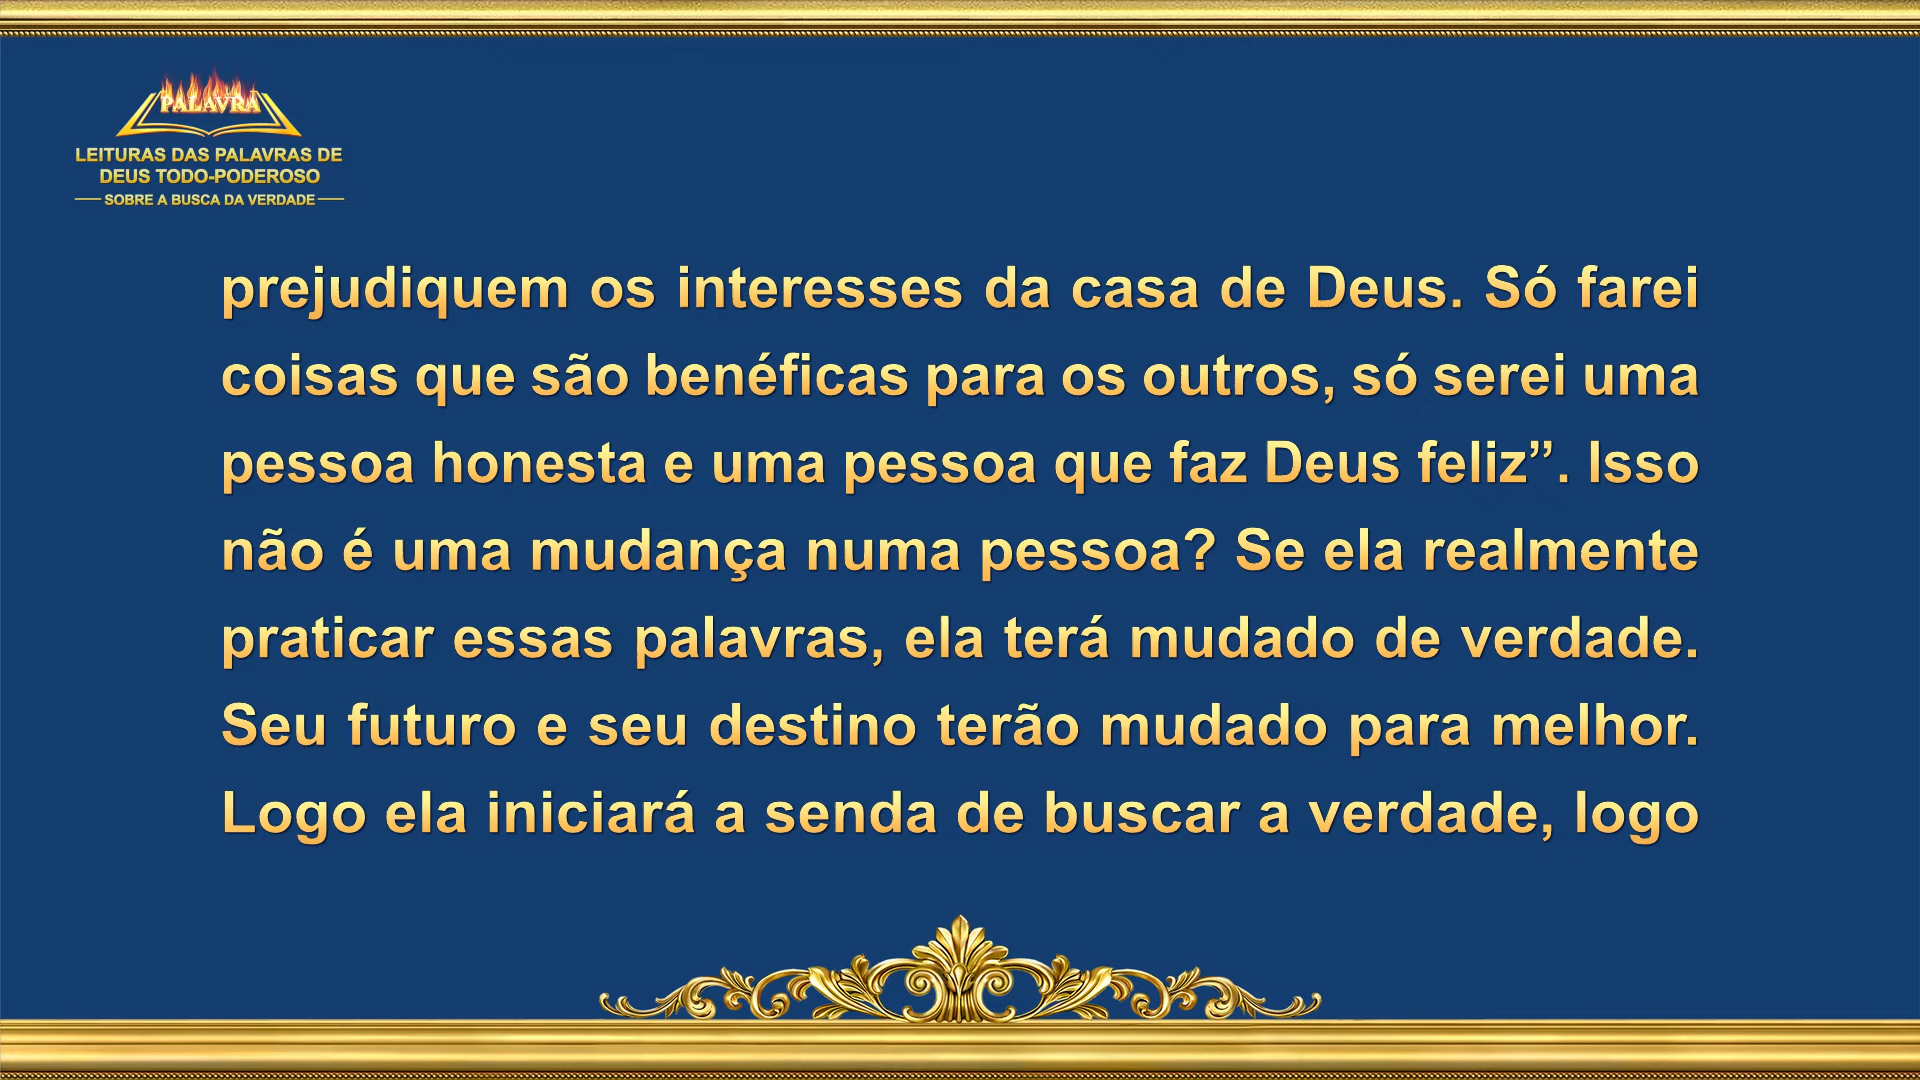 PALAVRA
LEITURAS DAS PALAVRAS DE
DEUS TODO-PODEROSO
SOBRE A BUSCA DA VERDADE
prejudiquem os interesses da casa de Deus. Só farei
coisas que são benéficas para os outros, só serei uma
pessoa honesta e uma pessoa que faz Deus feliz”. Isso
não é uma mudança numa pessoa? Se ela realmente
praticar essas palavras, ela terá mudado de verdade.
Seu futuro e seu destino terão mudado para melhor.
Logo ela iniciará a senda de buscar a verdade, logo